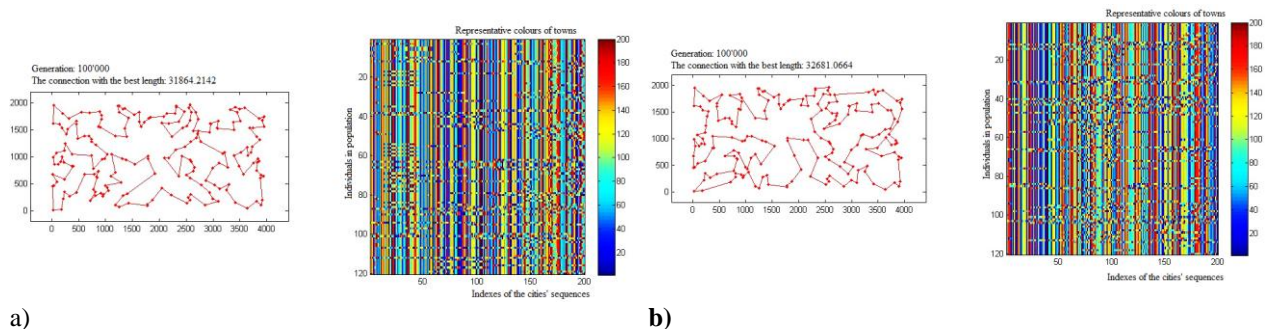 Generation: 100'000
The connection with the best length: 31864.2142
2000
1500
1000
500
0
0 500 1000 1500 2000 2500 3000 3500 4000
Representative colours of towns
Individuals in population
20
40
60
80
100
120
50 100 150 200
Indexes of the cities' sequences
200
180
160
140
120
100
80
60
40
20
a)
Generation: 100'000
The connection with the best length: 32681.0664
2000
1500
1000
500
0
0 500 1000 1500 2000 2500 3000 3500 4000
Representative colours of towns
Individuals in population
20
40
60
80
100
120
50 100 150 200
Indexes of the cities' sequences
200
180
160
140
120
100
80
60
40
20
b)